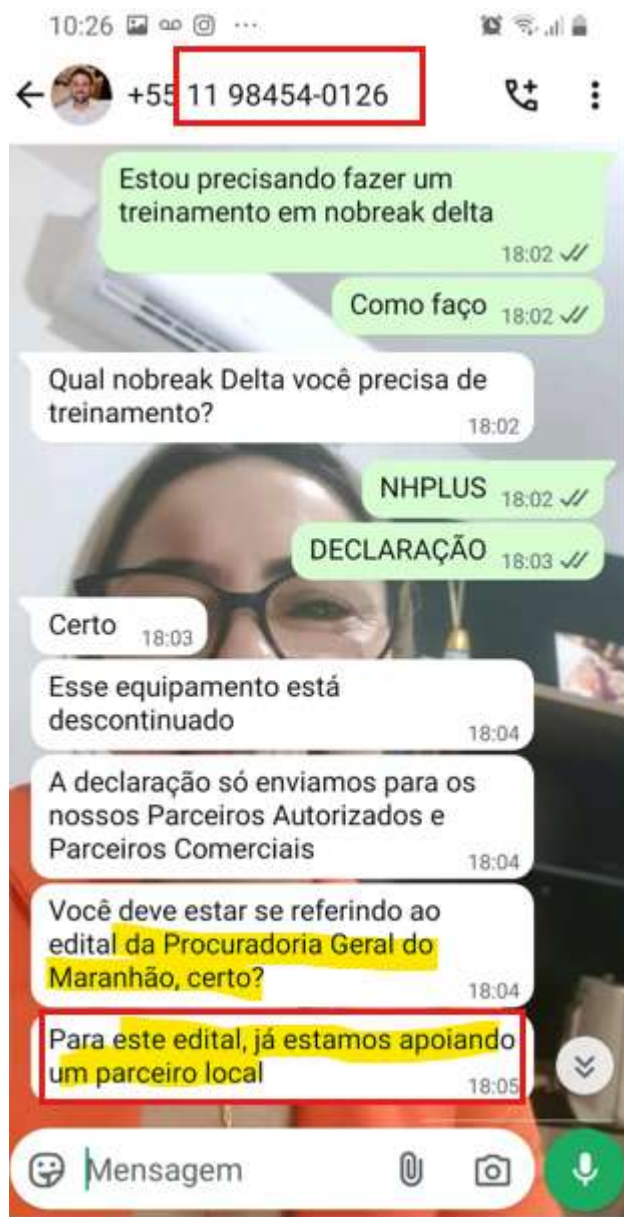 10:26
+55 11 98454-0126
Estou precisando fazer um
treinamento em nobreak delta
18:02
Como faço 18:02
Qual nobreak Delta você precisa de
treinamento?
18:02
NHPLUS 18:02
DECLARAÇÃO 18:03
Certo 18:03
Esse equipamento está
descontinuado
18:04
A declaração só enviamos para os
nossos Parceiros Autorizados e
Parceiros Comerciais
18:04
Você deve estar se referindo ao
edital da Procuradoria Geral do
Maranhão, certo?
18:04
Para este edital, já estamos apoiando
um parceiro local
18:05
Mensagem